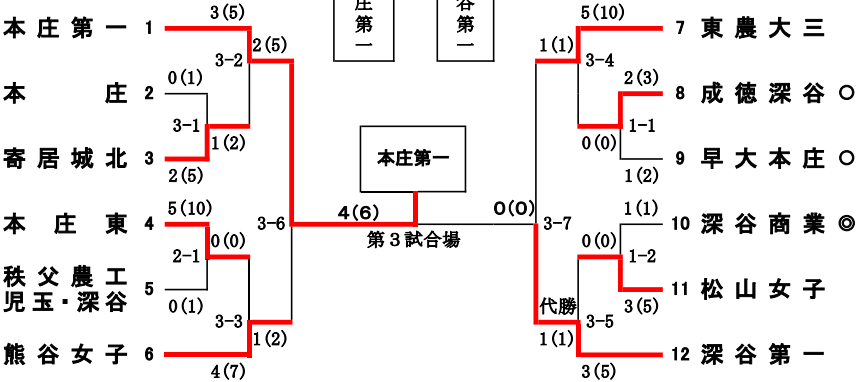 庄第一
谷第一
本庄第一 1
本庄 2
寄居城北 3
本庄東 4
秩父農工
児玉・深谷 5
熊谷女子 6
3(5)
3-2
2(5)
0(1)
3-1
1(2)
2(5)
5(10)
2-1
0(0)
0(1)
3-3
1(2)
4(7)
3-6
本庄第一
4(6)
0(0)
第3試合場
3-7
5(10)
1(1)
3-4
2(3)
1-1
0(0)
1(2)
1(1)
0(0)
1-2
3(5)
代勝
3-5
1(1)
3(5)
7 東農大三
8 成徳深谷 ○
9 早大本庄 ○
10 深谷商業 ◎
11 松山女子
12 深谷第一